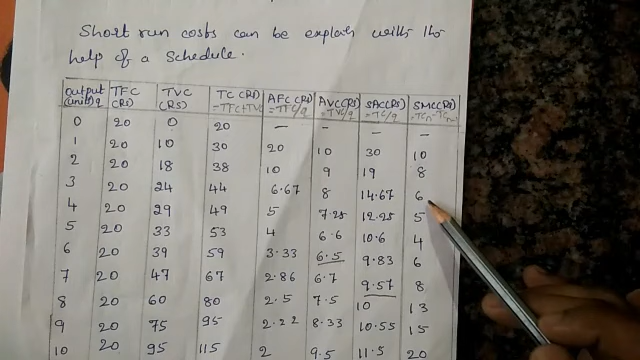 Short run costs can be explain with the
help of a schedule.
output (units) q TFC (RS) TVC (RS) TC (RS) =TFC+TVC AFC (RS) =TFC/q AVC(RS) =TVC/q SAC(RS) =TC/q SMC(RS) =TCn-TCn-1
0 20 0 20 — — — —
1 20 10 30 20 10 30 10
2 20 18 38 10 9 19 8
3 20 24 44 6.67 8 14.67 6
4 20 29 49 5 7.25 12.25 5
5 20 33 53 4 6.6 10.6 4
6 20 39 59 3.33 6.5 9.83 6
7 20 47 67 2.86 6.7 9.57 8
8 20 60 80 2.5 7.5 10 13
9 20 75 95 2.22 8.33 10.55 15
10 20 95 115 2 9.5 11.5 20